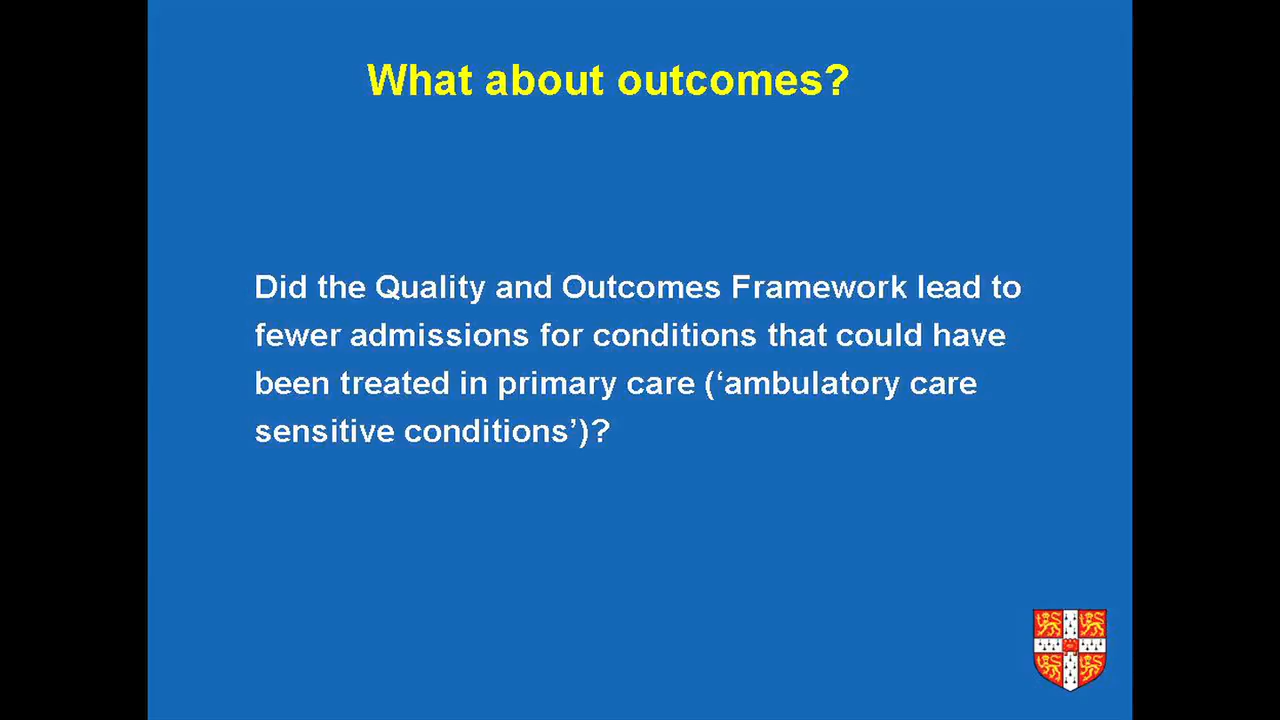 What about outcomes?
Did the Quality and Outcomes Framework lead to
fewer admissions for conditions that could have
been treated in primary care (‘ambulatory care
sensitive conditions’)?